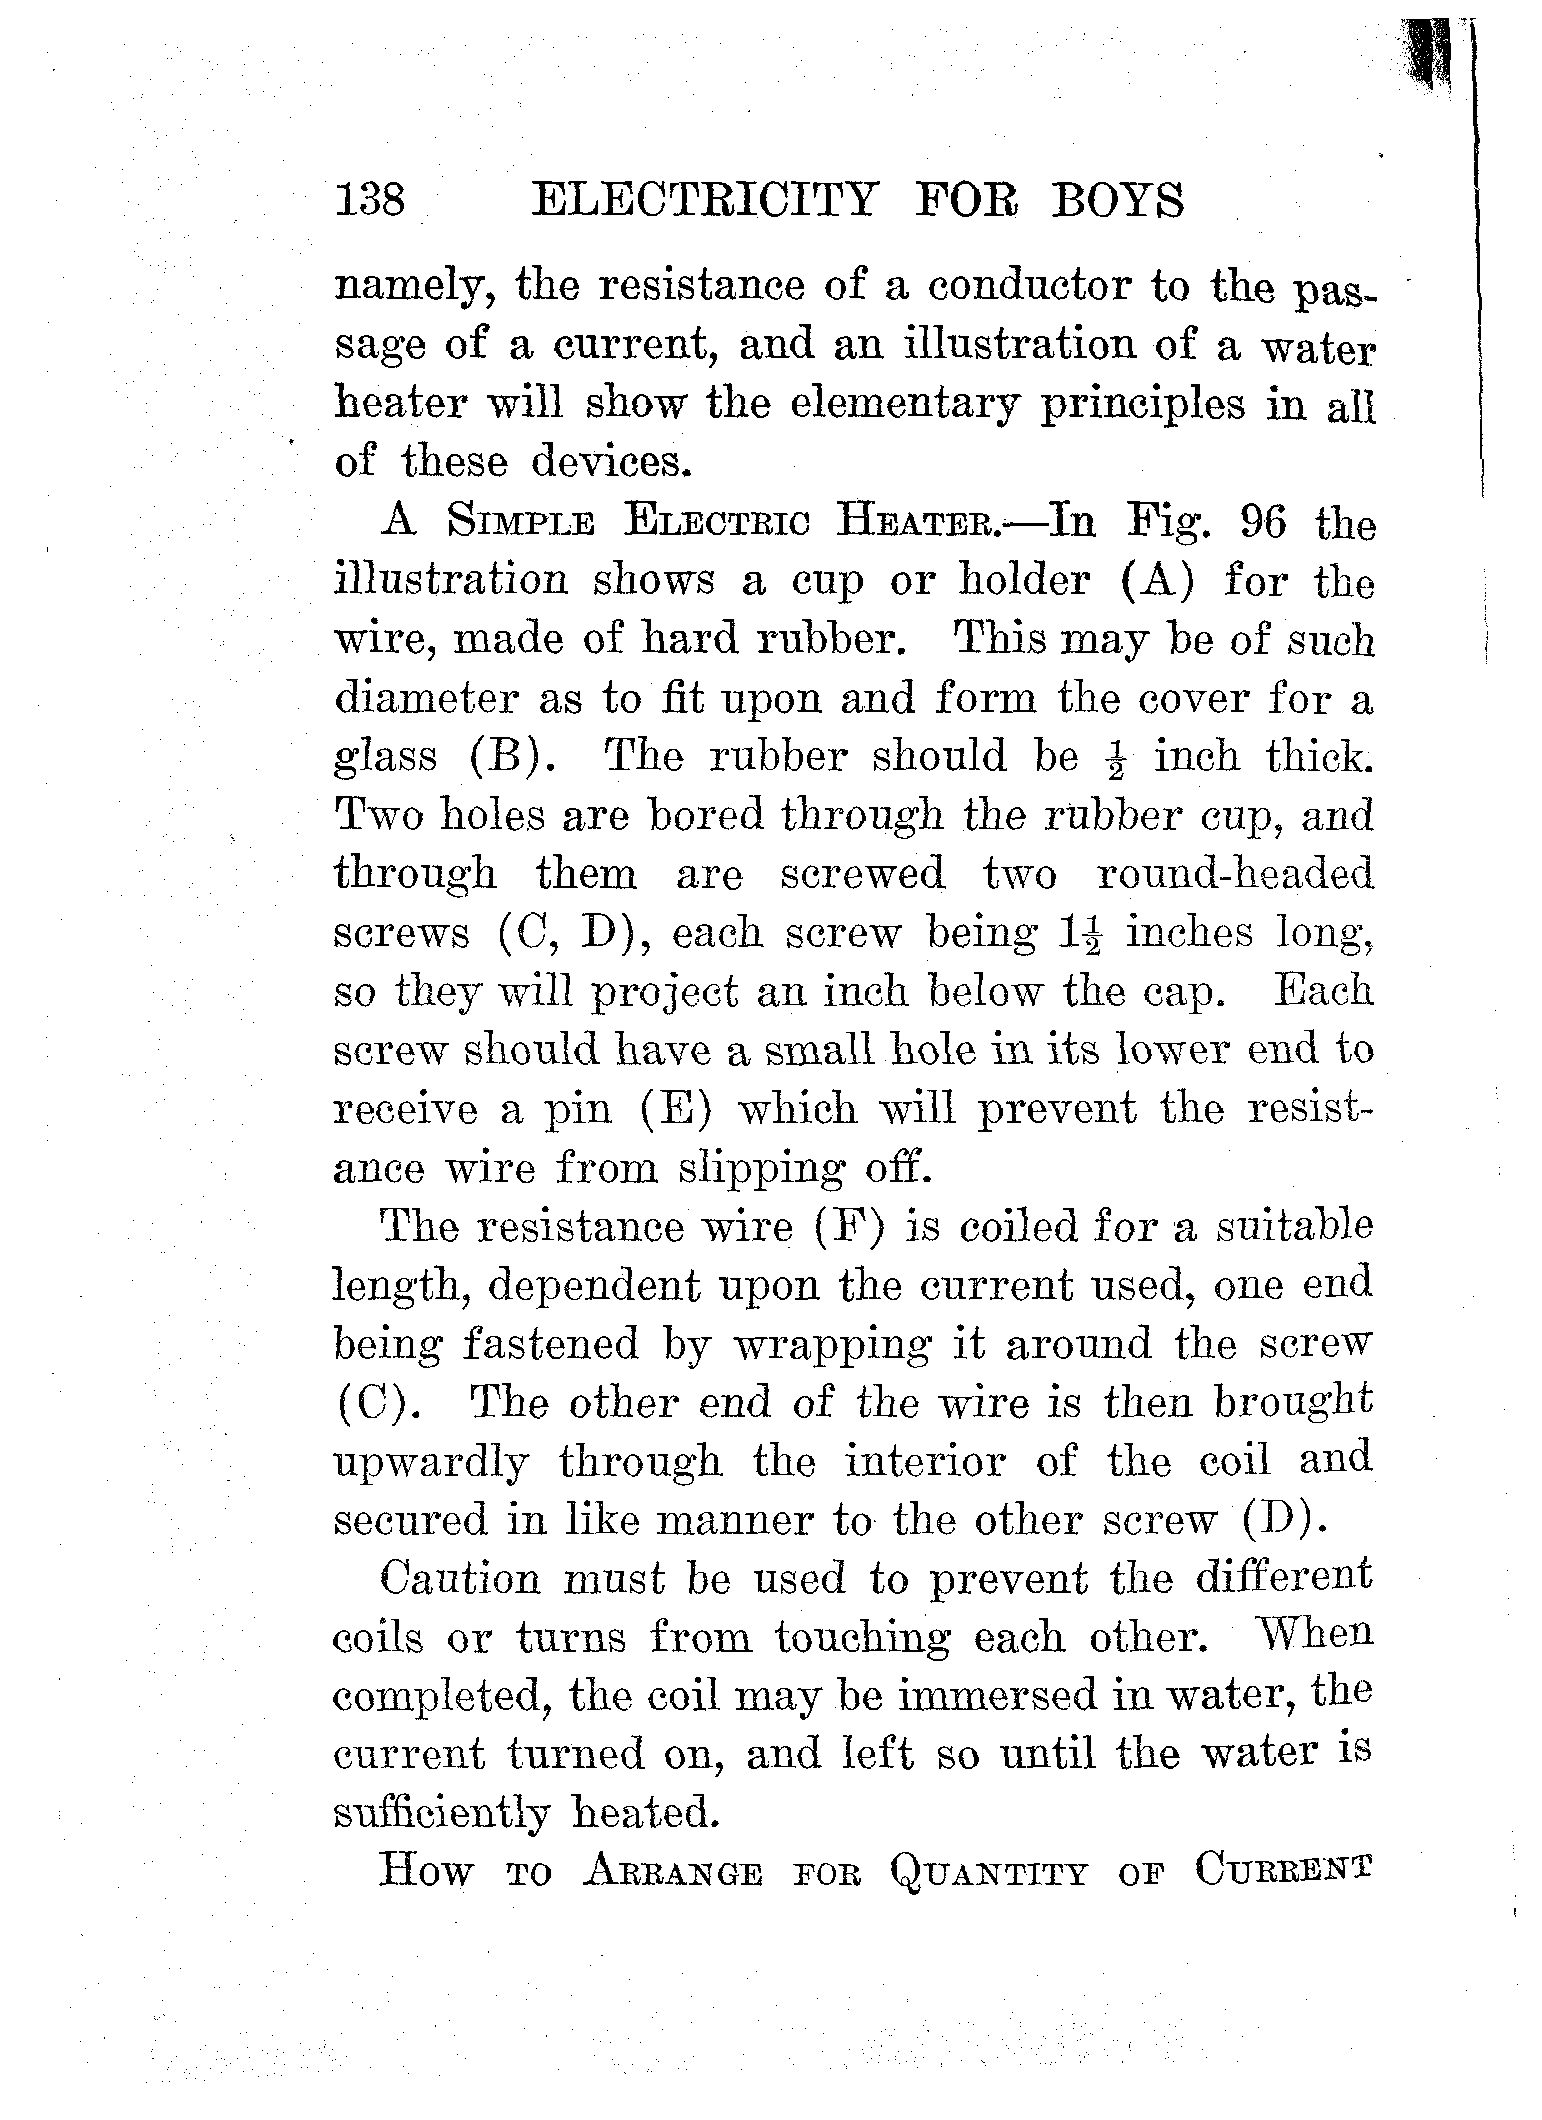 138 ELECTRICITY FOR BOYS
namely, the resistance of a conductor to the pas-
sage of a current, and an illustration of a water
heater will show the elementary principles in all
of these devices.
A SIMPLE ELECTRIC HEATER.—In Fig. 96 the
illustration shows a cup or holder (A) for the
wire, made of hard rubber. This may be of such
diameter as to fit upon and form the cover for a
glass (B). The rubber should be ½ inch thick.
Two holes are bored through the rubber cup, and
through them are screwed two round-headed
screws (C, D), each screw being 1½ inches long,
so they will project an inch below the cap. Each
screw should have a small hole in its lower end to
receive a pin (E) which will prevent the resist-
ance wire from slipping off.
The resistance wire (F) is coiled for a suitable
length, dependent upon the current used, one end
being fastened by wrapping it around the screw
(C). The other end of the wire is then brought
upwardly through the interior of the coil and
secured in like manner to the other screw (D).
Caution must be used to prevent the different
coils or turns from touching each other. When
completed, the coil may be immersed in water, the
current turned on, and left so until the water is
sufficiently heated.
HOW TO ARRANGE FOR QUANTITY OF CURRENT